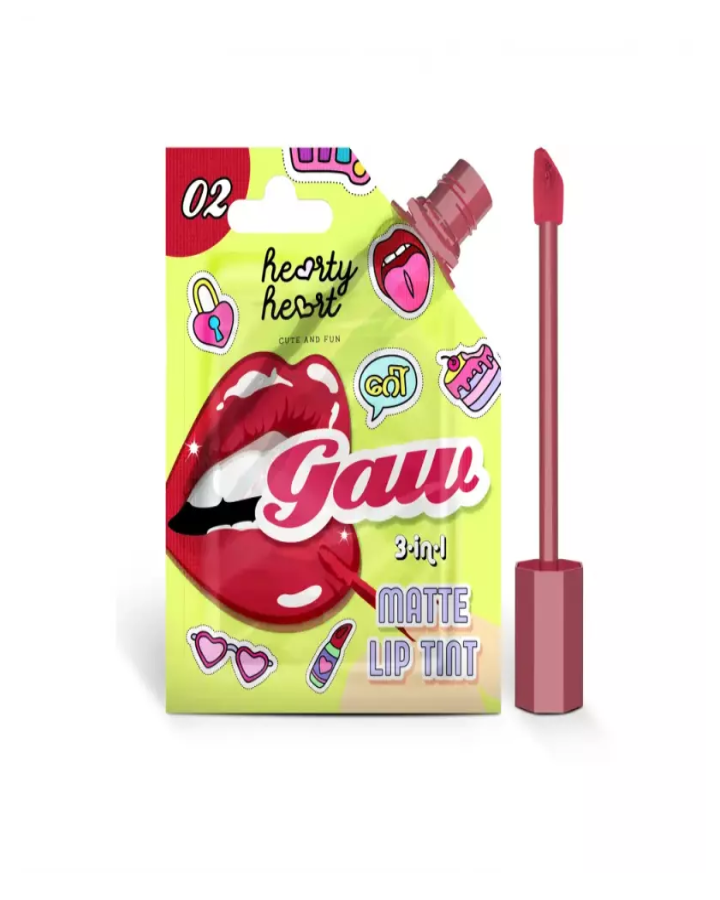 02
hearty
heart
CUTE AND FUN
Gaw
3-in-1
MATTE
LIP TINT